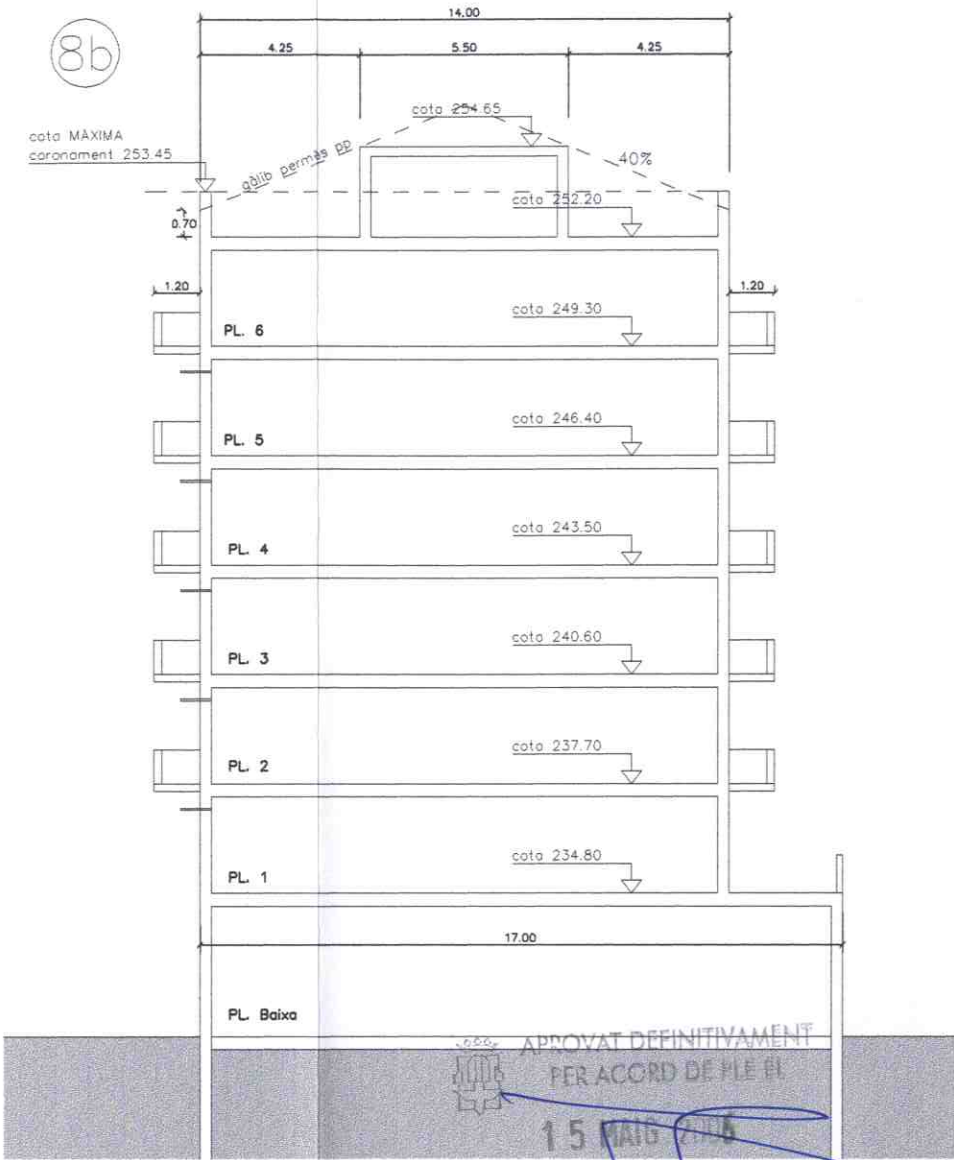 8b
14.00
4.25 5.50 4.25
cota 254.65
cota MÀXIMA
coronament 253.45
gàlib permès pp
40%
cota 252.20
0.70
1.20
1.20
cota 249.30
PL. 6
cota 246.40
PL. 5
cota 243.50
PL. 4
cota 240.60
PL. 3
cota 237.70
PL. 2
cota 234.80
PL. 1
17.00
PL. Baixa
APROVAT DEFINITIVAMENT
PER ACORD DE PLE EL
15 MAIG